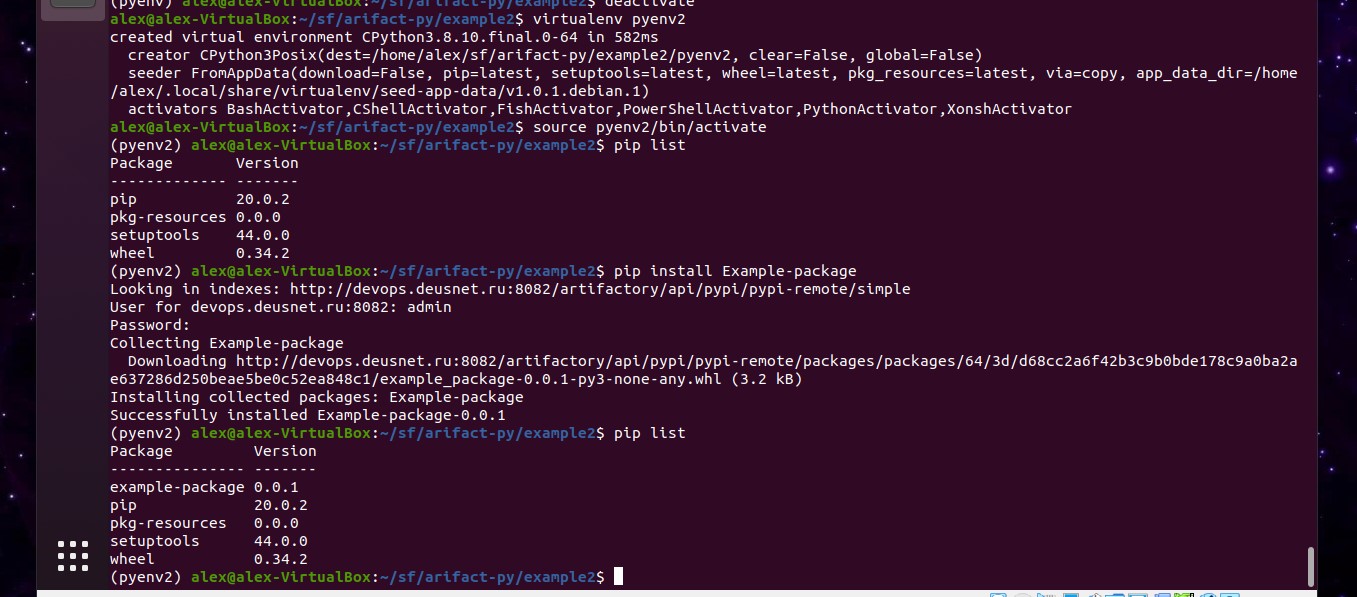 (pyenv) alex@alex-VirtualBox:~/sf/arifact-py/example2$ deactivate
alex@alex-VirtualBox:~/sf/arifact-py/example2$ virtualenv pyenv2
created virtual environment CPython3.8.10.final.0-64 in 582ms
  creator CPython3Posix(dest=/home/alex/sf/arifact-py/example2/pyenv2, clear=False, global=False)
  seeder FromAppData(download=False, pip=latest, setuptools=latest, wheel=latest, pkg_resources=latest, via=copy, app_data_dir=/home
/alex/.local/share/virtualenv/seed-app-data/v1.0.1.debian.1)
  activators BashActivator,CShellActivator,FishActivator,PowerShellActivator,PythonActivator,XonshActivator
alex@alex-VirtualBox:~/sf/arifact-py/example2$ source pyenv2/bin/activate
(pyenv2) alex@alex-VirtualBox:~/sf/arifact-py/example2$ pip list
Package       Version
------------- -------
pip           20.0.2
pkg-resources 0.0.0
setuptools    44.0.0
wheel         0.34.2
(pyenv2) alex@alex-VirtualBox:~/sf/arifact-py/example2$ pip install Example-package
Looking in indexes: http://devops.deusnet.ru:8082/artifactory/api/pypi/pypi-remote/simple
User for devops.deusnet.ru:8082: admin
Password:
Collecting Example-package
  Downloading http://devops.deusnet.ru:8082/artifactory/api/pypi/pypi-remote/packages/packages/64/3d/d68cc2a6f42b3c9b0bde178c9a0ba2a
e637286d250beae5be0c52ea848c1/example_package-0.0.1-py3-none-any.whl (3.2 kB)
Installing collected packages: Example-package
Successfully installed Example-package-0.0.1
(pyenv2) alex@alex-VirtualBox:~/sf/arifact-py/example2$ pip list
Package         Version
--------------- -------
example-package 0.0.1
pip             20.0.2
pkg-resources   0.0.0
setuptools      44.0.0
wheel           0.34.2
(pyenv2) alex@alex-VirtualBox:~/sf/arifact-py/example2$